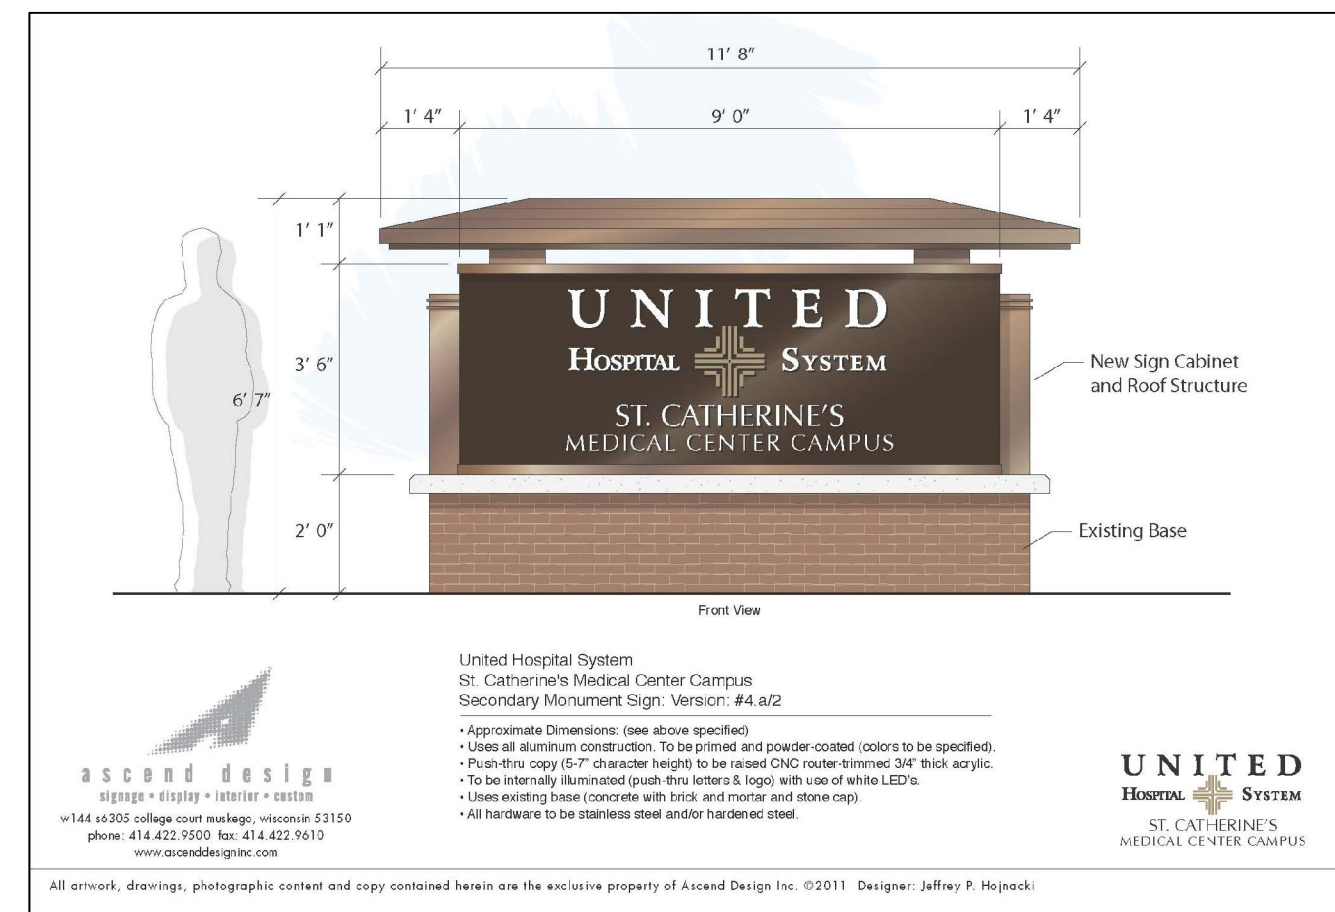 11' 8"
1' 4"
9' 0"
1' 4"
1' 1"
3' 6"
6' 7"
2' 0"
UNITED
HOSPITAL SYSTEM
ST. CATHERINE'S
MEDICAL CENTER CAMPUS
New Sign Cabinet
and Roof Structure
Existing Base
Front View
United Hospital System
St. Catherine's Medical Center Campus
Secondary Monument Sign: Version: #4.a/2
• Approximate Dimensions: (see above specified)
• Uses all aluminum construction. To be primed and powder-coated (colors to be specified).
• Push-thru copy (5-7" character height) to be raised CNC router-trimmed 3/4" thick acrylic.
• To be internally illuminated (push-thru letters & logo) with use of white LED's.
• Uses existing base (concrete with brick and mortar and stone cap).
• All hardware to be stainless steel and/or hardened steel.
ascend design
signage • display • interior • custom
w144 s6305 college court muskego, wisconsin 53150
phone: 414.422.9500 fax: 414.422.9610
www.ascenddesigninc.com
UNITED
HOSPITAL SYSTEM
ST. CATHERINE'S
MEDICAL CENTER CAMPUS
All artwork, drawings, photographic content and copy contained herein are the exclusive property of Ascend Design Inc. ©2011 Designer: Jeffrey P. Hojnacki